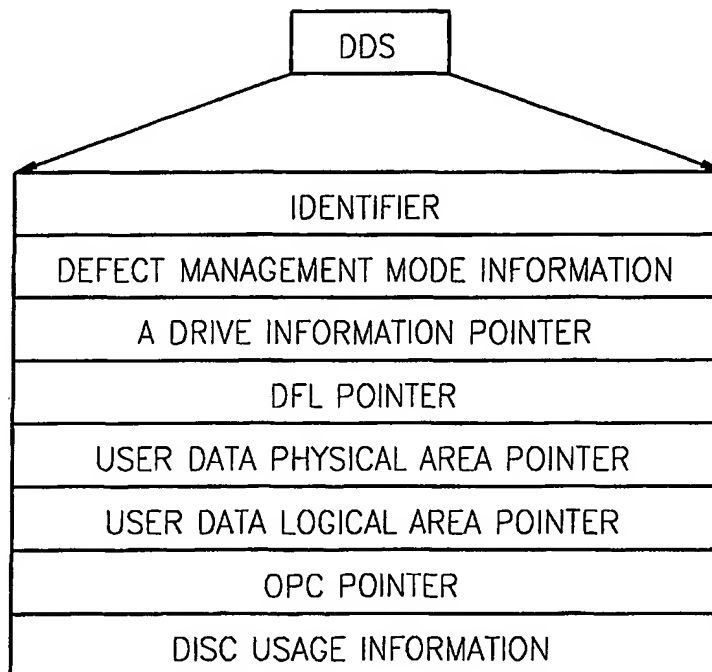 DDS
IDENTIFIER
DEFECT MANAGEMENT MODE INFORMATION
A DRIVE INFORMATION POINTER
DFL POINTER
USER DATA PHYSICAL AREA POINTER
USER DATA LOGICAL AREA POINTER
OPC POINTER
DISC USAGE INFORMATION